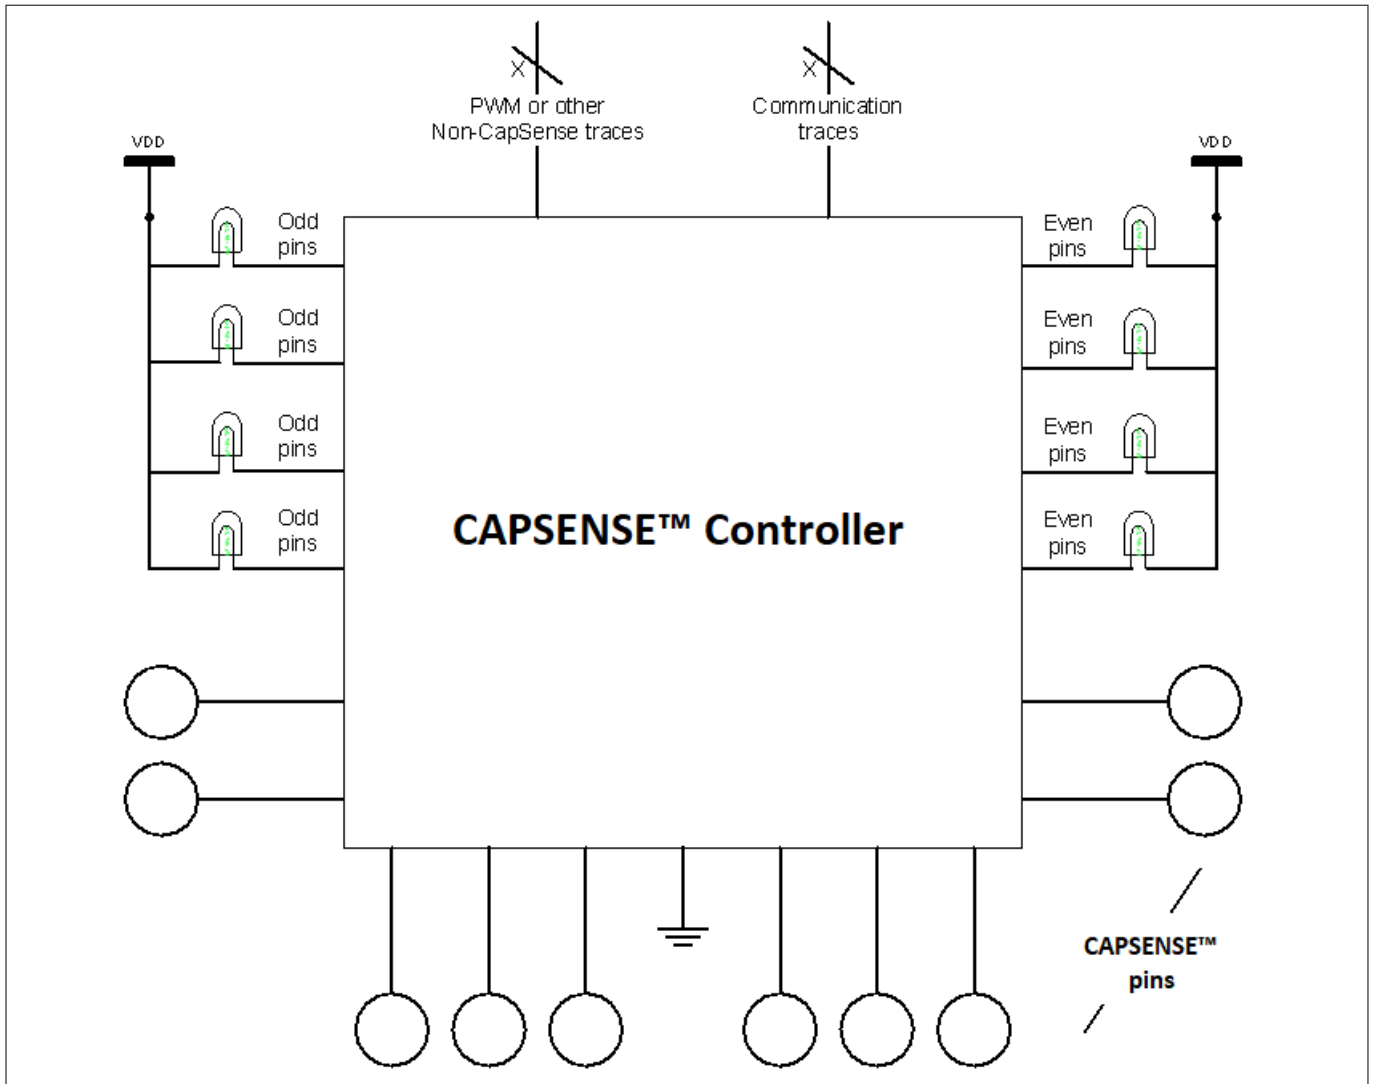 X
X
PWM or other
Non-CapSense traces
Communication
traces
VDD
VDD
Odd
pins
Even
pins
Odd
pins
Even
pins
Odd
pins
Even
pins
Odd
pins
Even
pins
CAPSENSE™ Controller
CAPSENSE™
pins